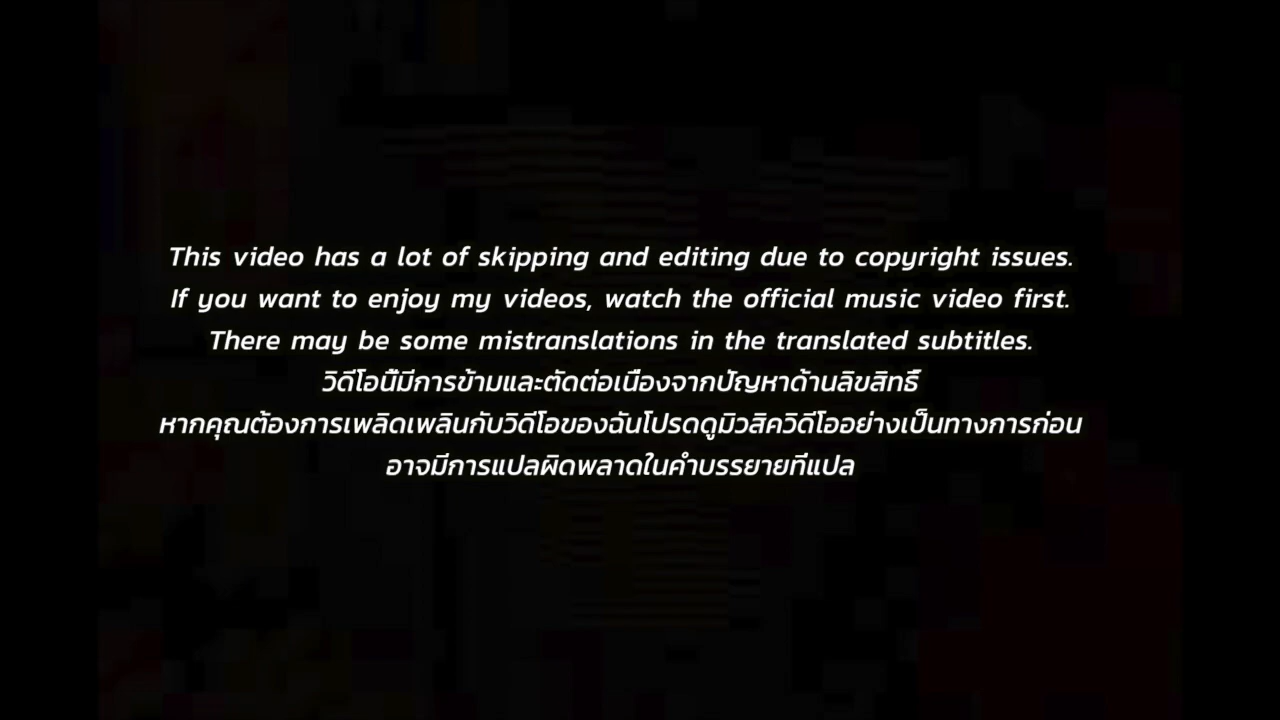 This video has a lot of skipping and editing due to copyright issues.
If you want to enjoy my videos, watch the official music video first.
There may be some mistranslations in the translated subtitles.
วิดีโอนี้มีการข้ามและตัดต่อเนื่องจากปัญหาด้านลิขสิทธิ์
หากคุณต้องการเพลิดเพลินกับวิดีโอของฉันโปรดดูมิวสิควิดีโออย่างเป็นทางการก่อน
อาจมีการแปลผิดพลาดในคำบรรยายที่แปล